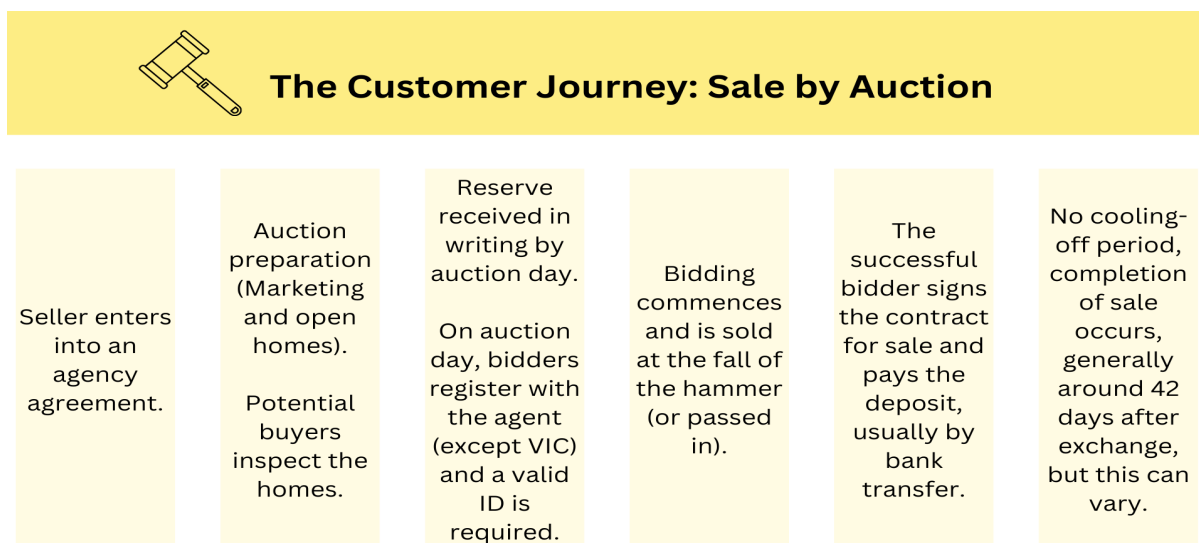 The Customer Journey: Sale by Auction
Seller enters
into an
agency
agreement.
Auction
preparation
(Marketing
and open
homes).
Potential
buyers
inspect the
homes.
Reserve
received in
writing by
auction day.
On auction
day, bidders
register with
the agent
(except VIC)
and a valid
ID is
required.
Bidding
commences
and is sold
at the fall of
the hammer
(or passed
in).
The
successful
bidder signs
the contract
for sale and
pays the
deposit,
usually by
bank
transfer.
No cooling-
off period,
completion
of sale
occurs,
generally
around 42
days after
exchange,
but this can
vary.